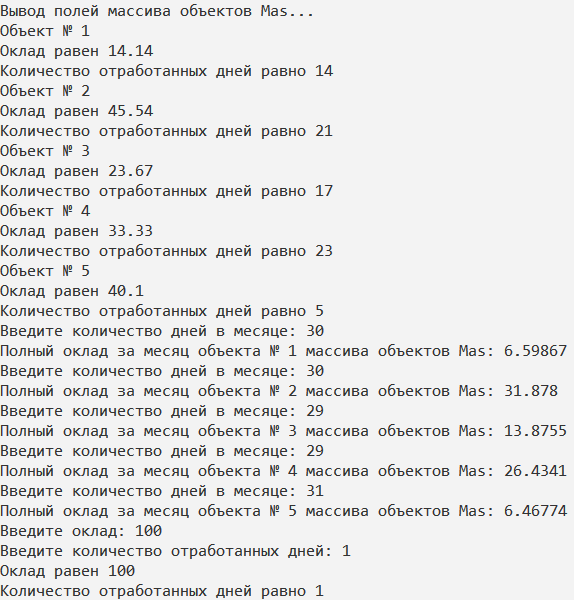 Вывод полей массива объектов Mas...
Объект № 1
Оклад равен 14.14
Количество отработанных дней равно 14
Объект № 2
Оклад равен 45.54
Количество отработанных дней равно 21
Объект № 3
Оклад равен 23.67
Количество отработанных дней равно 17
Объект № 4
Оклад равен 33.33
Количество отработанных дней равно 23
Объект № 5
Оклад равен 40.1
Количество отработанных дней равно 5
Введите количество дней в месяце: 30
Полный оклад за месяц объекта № 1 массива объектов Mas: 6.59867
Введите количество дней в месяце: 30
Полный оклад за месяц объекта № 2 массива объектов Mas: 31.878
Введите количество дней в месяце: 29
Полный оклад за месяц объекта № 3 массива объектов Mas: 13.8755
Введите количество дней в месяце: 29
Полный оклад за месяц объекта № 4 массива объектов Mas: 26.4341
Введите количество дней в месяце: 31
Полный оклад за месяц объекта № 5 массива объектов Mas: 6.46774
Введите оклад: 100
Введите количество отработанных дней: 1
Оклад равен 100
Количество отработанных дней равно 1